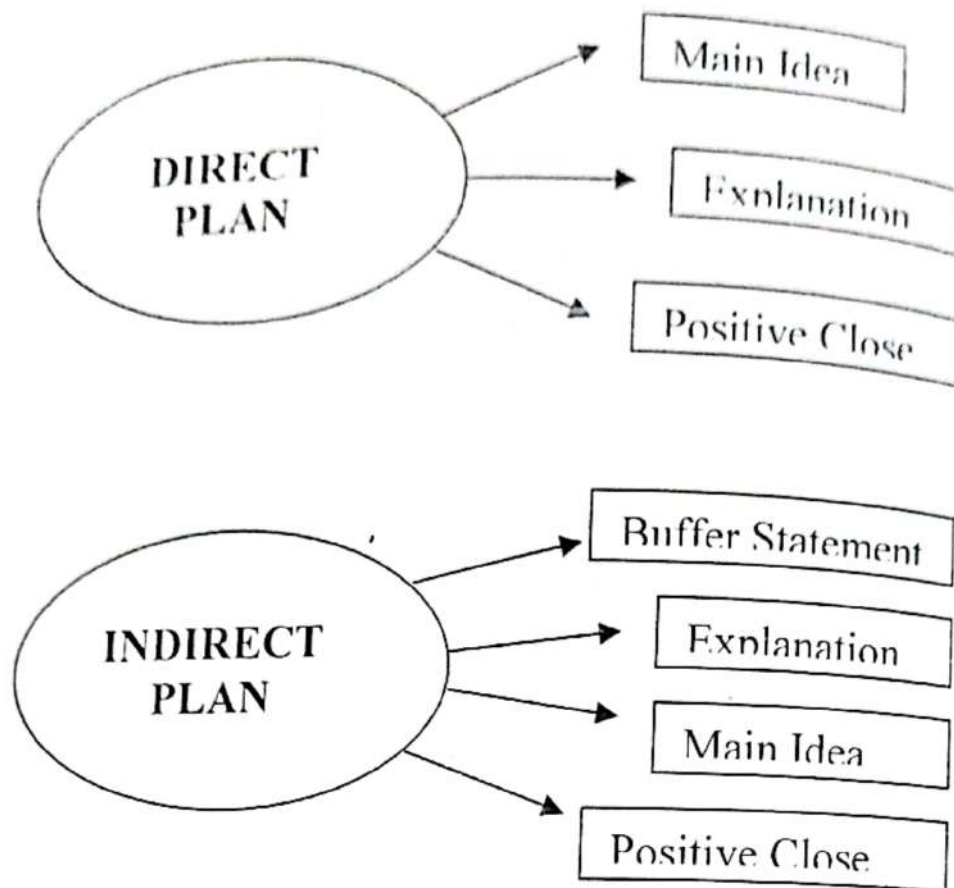 DIRECT
PLAN
Main Idea
Explanation
Positive Close
INDIRECT
PLAN
Buffer Statement
Explanation
Main Idea
Positive Close